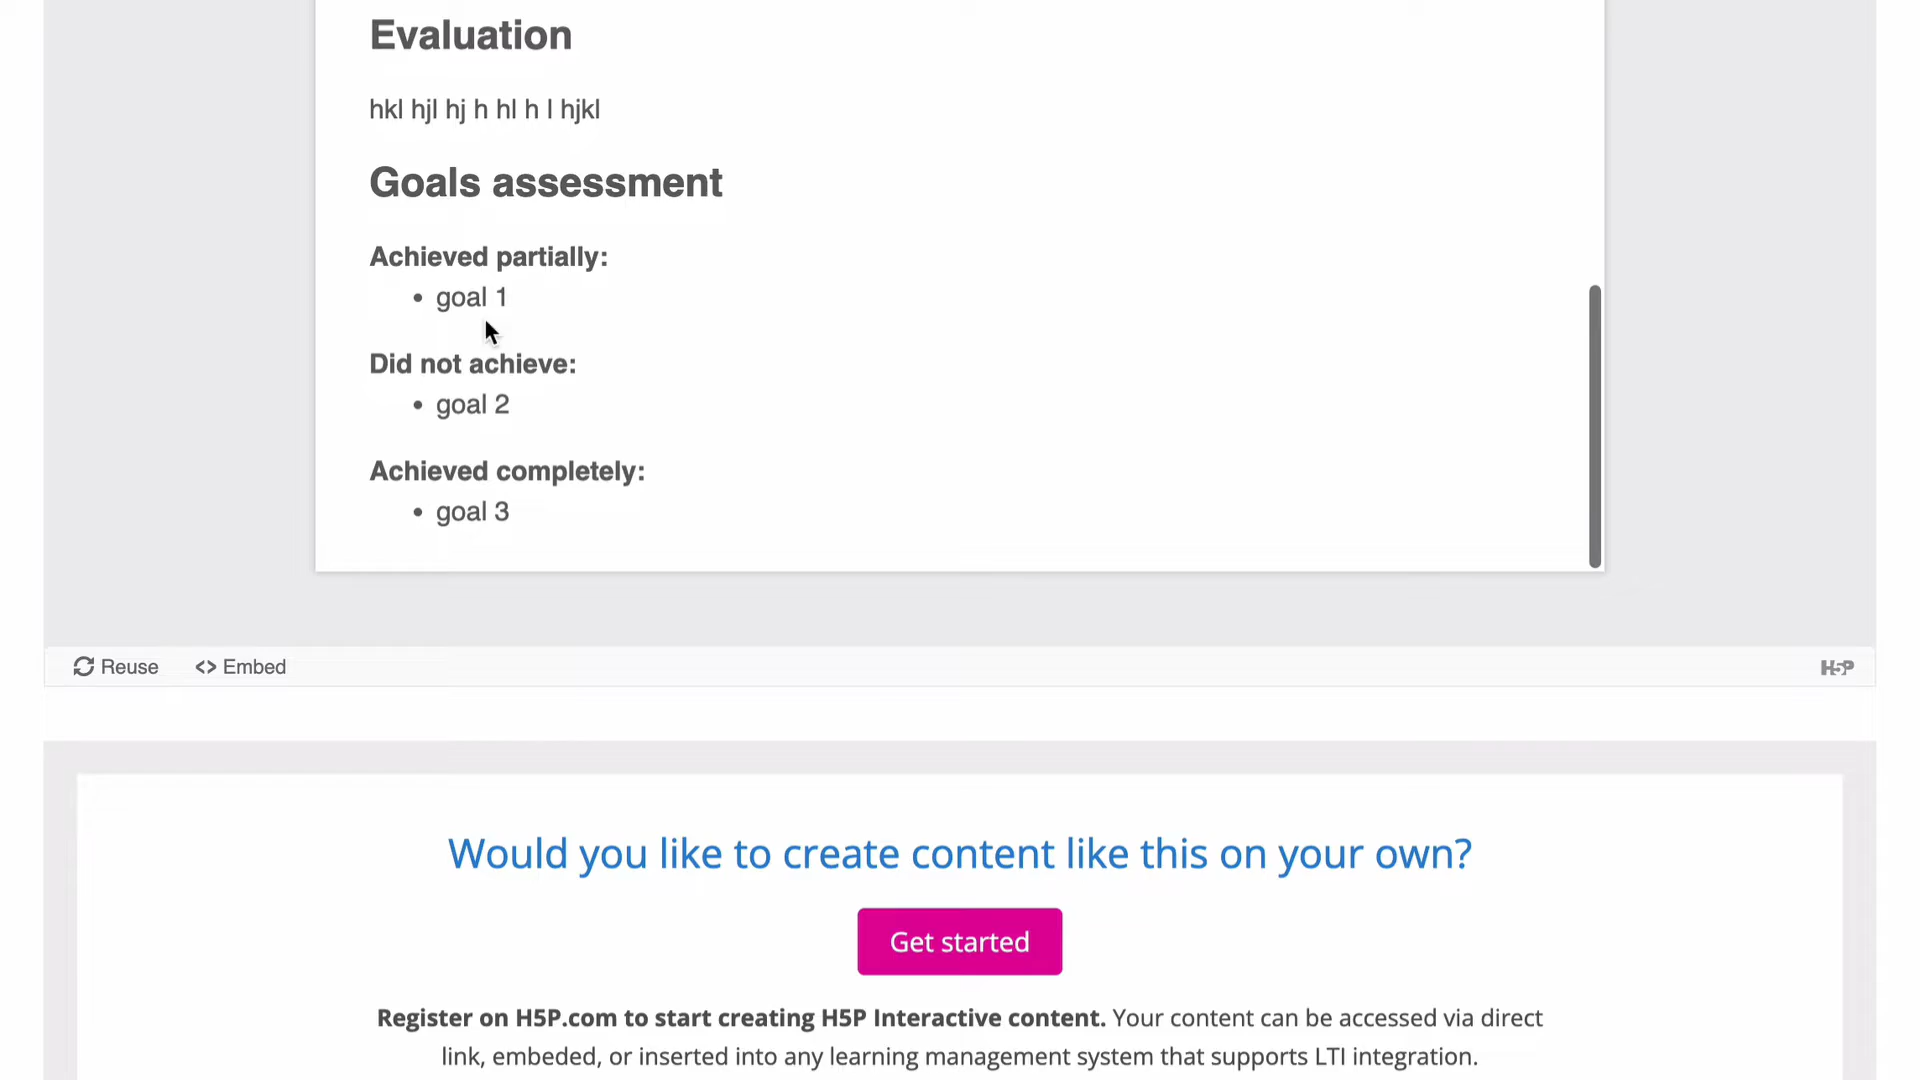 Evaluation
hkl hjl hj h hl h l hjkl
Goals assessment
Achieved partially:
• goal 1
Did not achieve:
• goal 2
Achieved completely:
• goal 3
Reuse <> Embed H5P
Would you like to create content like this on your own?
Get started
Register on H5P.com to start creating H5P Interactive content. Your content can be accessed via direct
link, embeded, or inserted into any learning management system that supports LTI integration.